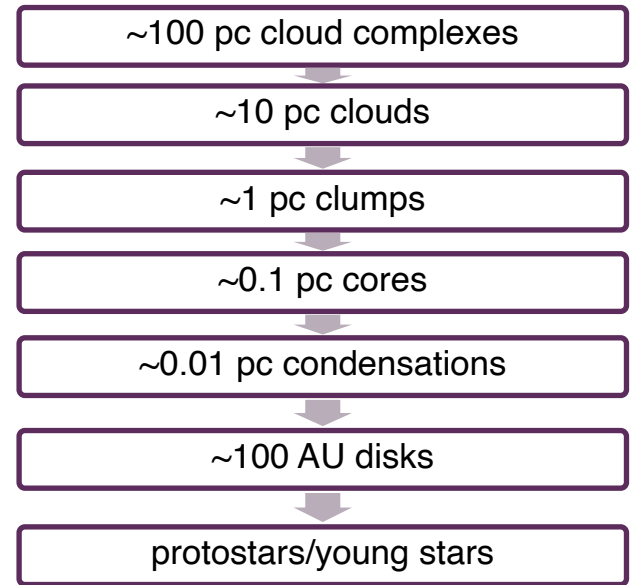 ~100 pc cloud complexes
~10 pc clouds
~1 pc clumps
~0.1 pc cores
~0.01 pc condensations
~100 AU disks
protostars/young stars